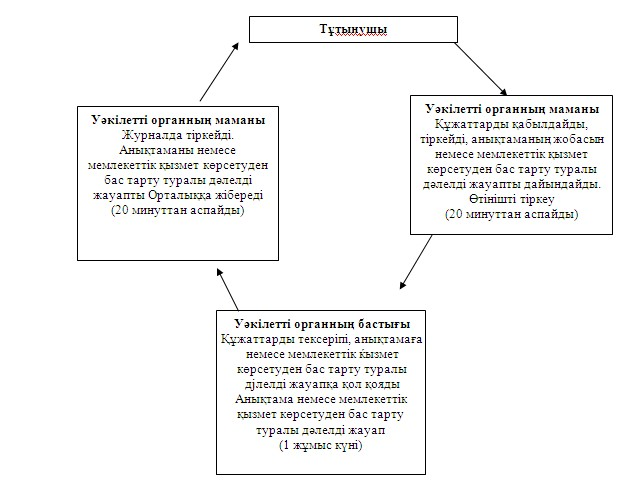 Тұтынушы
Уәкілетті органның маманы
Журналда тіркейді.
Анықтаманы немесе
мемлекеттік қызмет көрсетуден
бас тарту туралы дәлелді
жауапты Орталыққа жібереді
(20 минуттан аспайды)
Уәкілетті органның маманы
Құжаттарды қабылдайды,
тіркейді, анықтаманың жобасын
немесе мемлекеттік қызмет
көрсетуден бас тарту туралы
дәлелді жауапты дайындайды.
Өтінішті тіркеу
(20 минуттан аспайды)
Уәкілетті органның бастығы
Құжаттарды тексеріпі, анықтамаға
немесе мемлекеттік ќызмет
көрсетуден бас тарту туралы
дјлелді жауапқа қол қояды
Анықтама немесе мемлекеттік
қызмет көрсетуден бас тарту
туралы дәлелді жауап
(1 жұмыс күні)